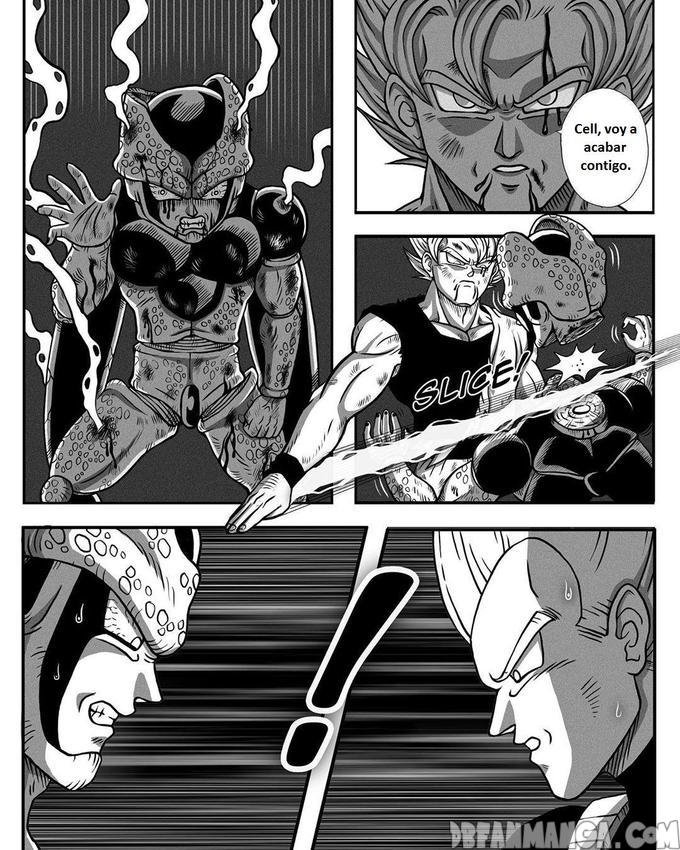 Cell, voy a
acabar
contigo.
SLICE!
!
DBFANMANGA.COM